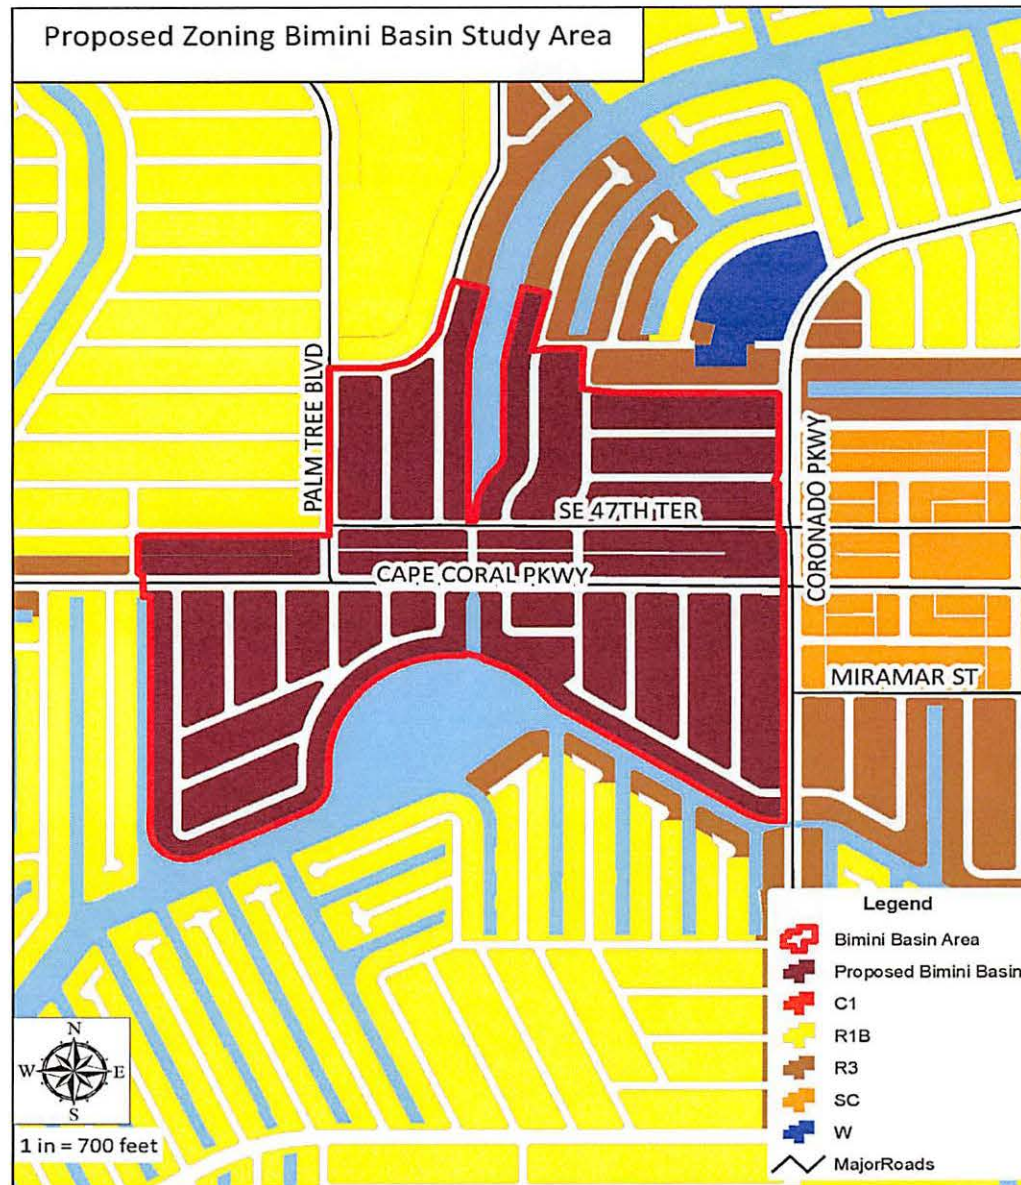 Proposed Zoning Bimini Basin Study Area
PALM TREE BLVD
CORONADO PKWY
SE 47TH TER
CAPE CORAL PKWY
MIRAMAR ST
Legend
Bimini Basin Area
Proposed Bimini Basin
C1
R1B
R3
SC
W
MajorRoads
N
W E
S
1 in = 700 feet